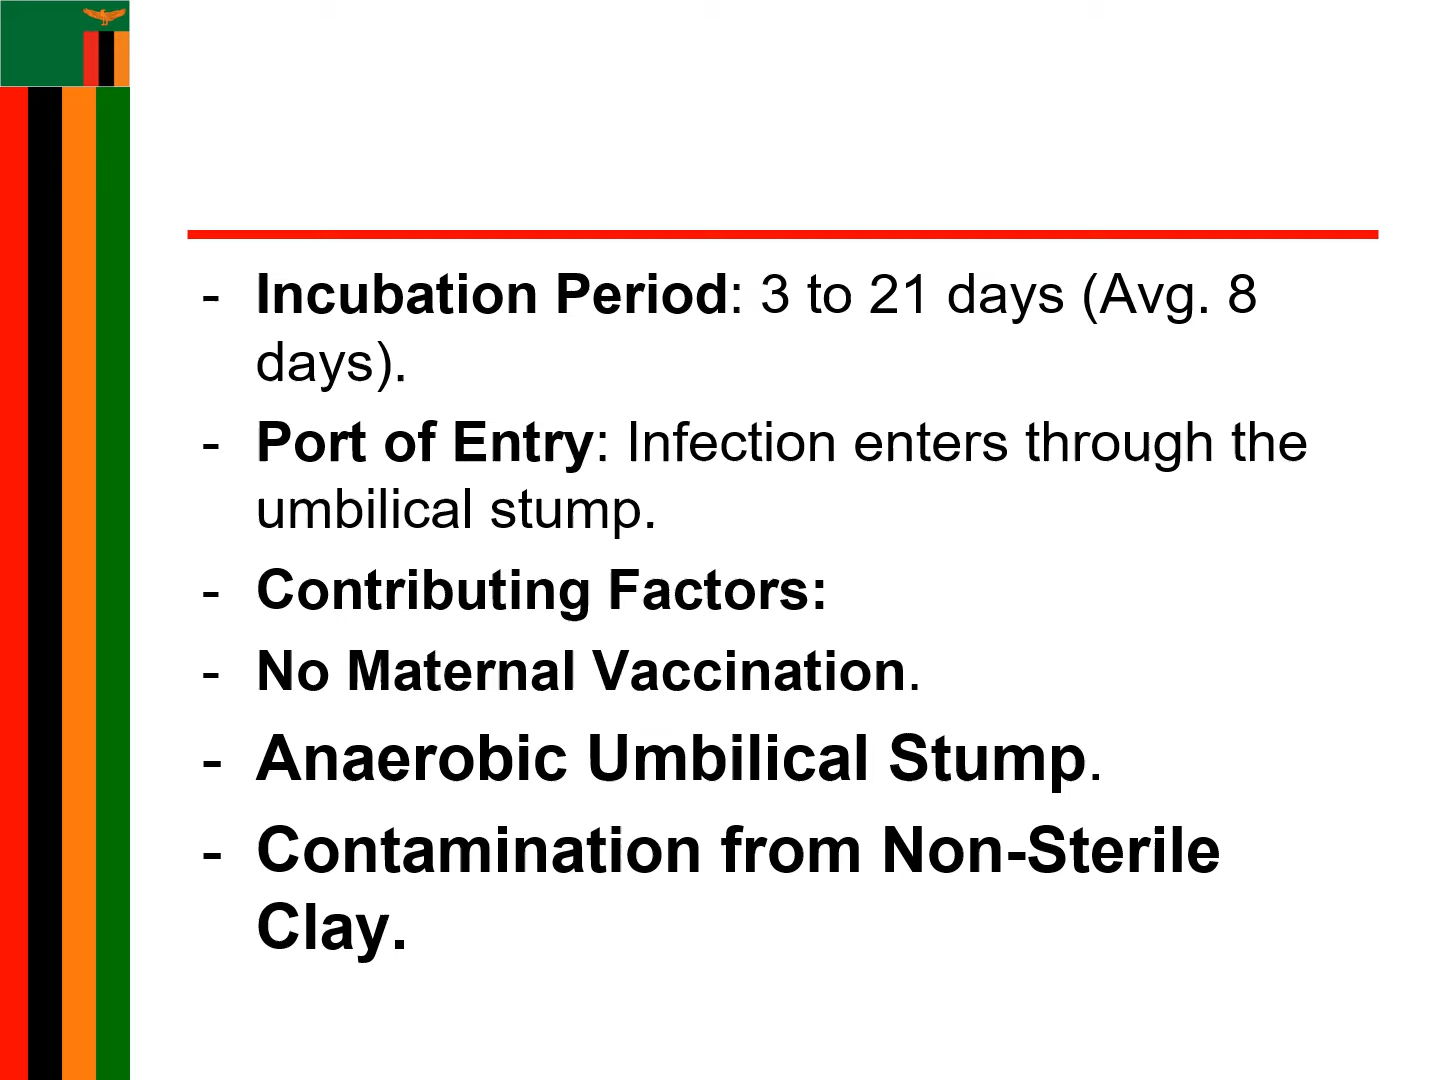 - Incubation Period: 3 to 21 days (Avg. 8
days).
- Port of Entry: Infection enters through the
umbilical stump.
- Contributing Factors:
- No Maternal Vaccination.
- Anaerobic Umbilical Stump.
- Contamination from Non-Sterile
Clay.